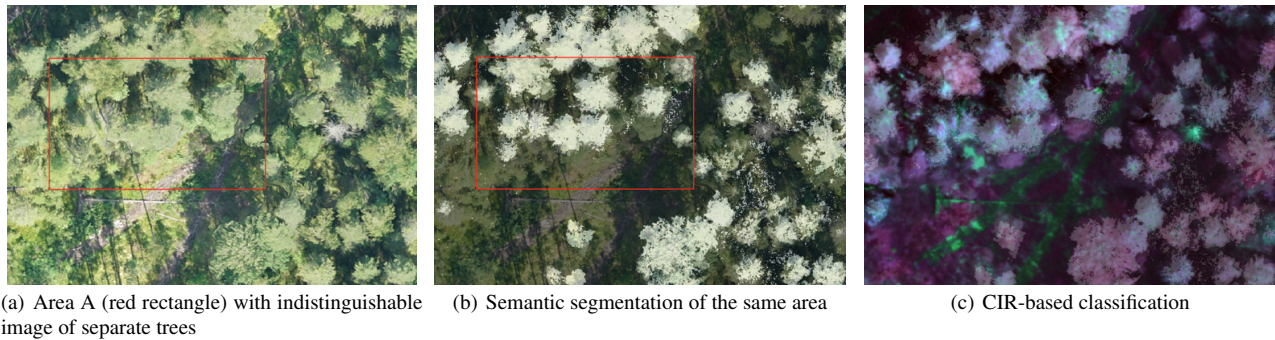 (a) Area A (red rectangle) with indistinguishable
image of separate trees
(b) Semantic segmentation of the same area
(c) CIR-based classification